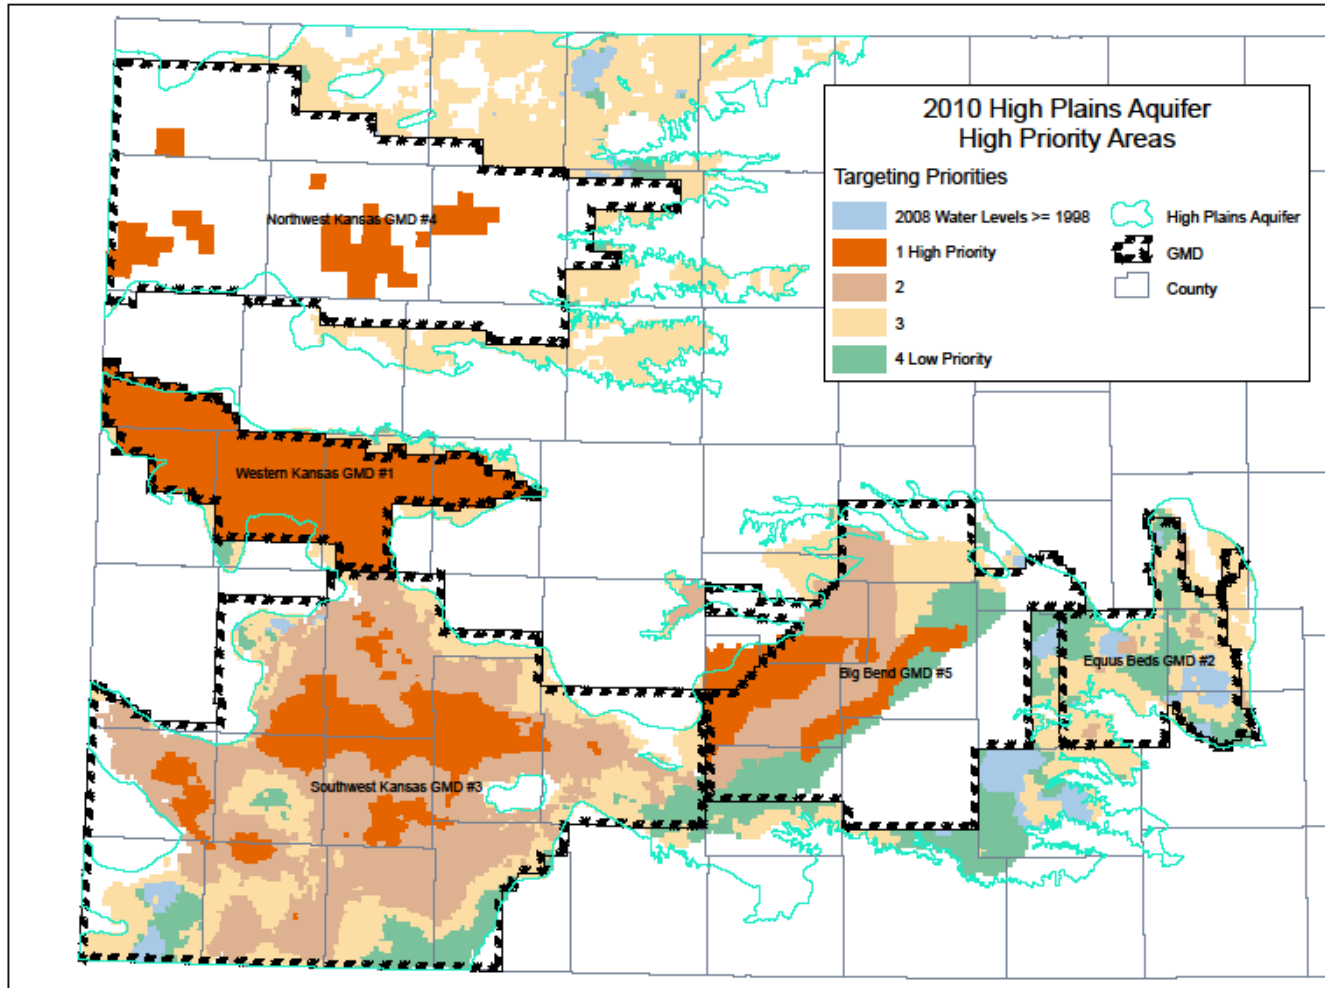 2010 High Plains Aquifer
High Priority Areas
Targeting Priorities
2008 Water Levels >= 1998
High Plains Aquifer
1 High Priority
GMD
2
County
3
4 Low Priority
Northwest Kansas GMD #4
Western Kansas GMD #1
Equus Beds GMD #2
Big Bend GMD #5
Southwest Kansas GMD #3